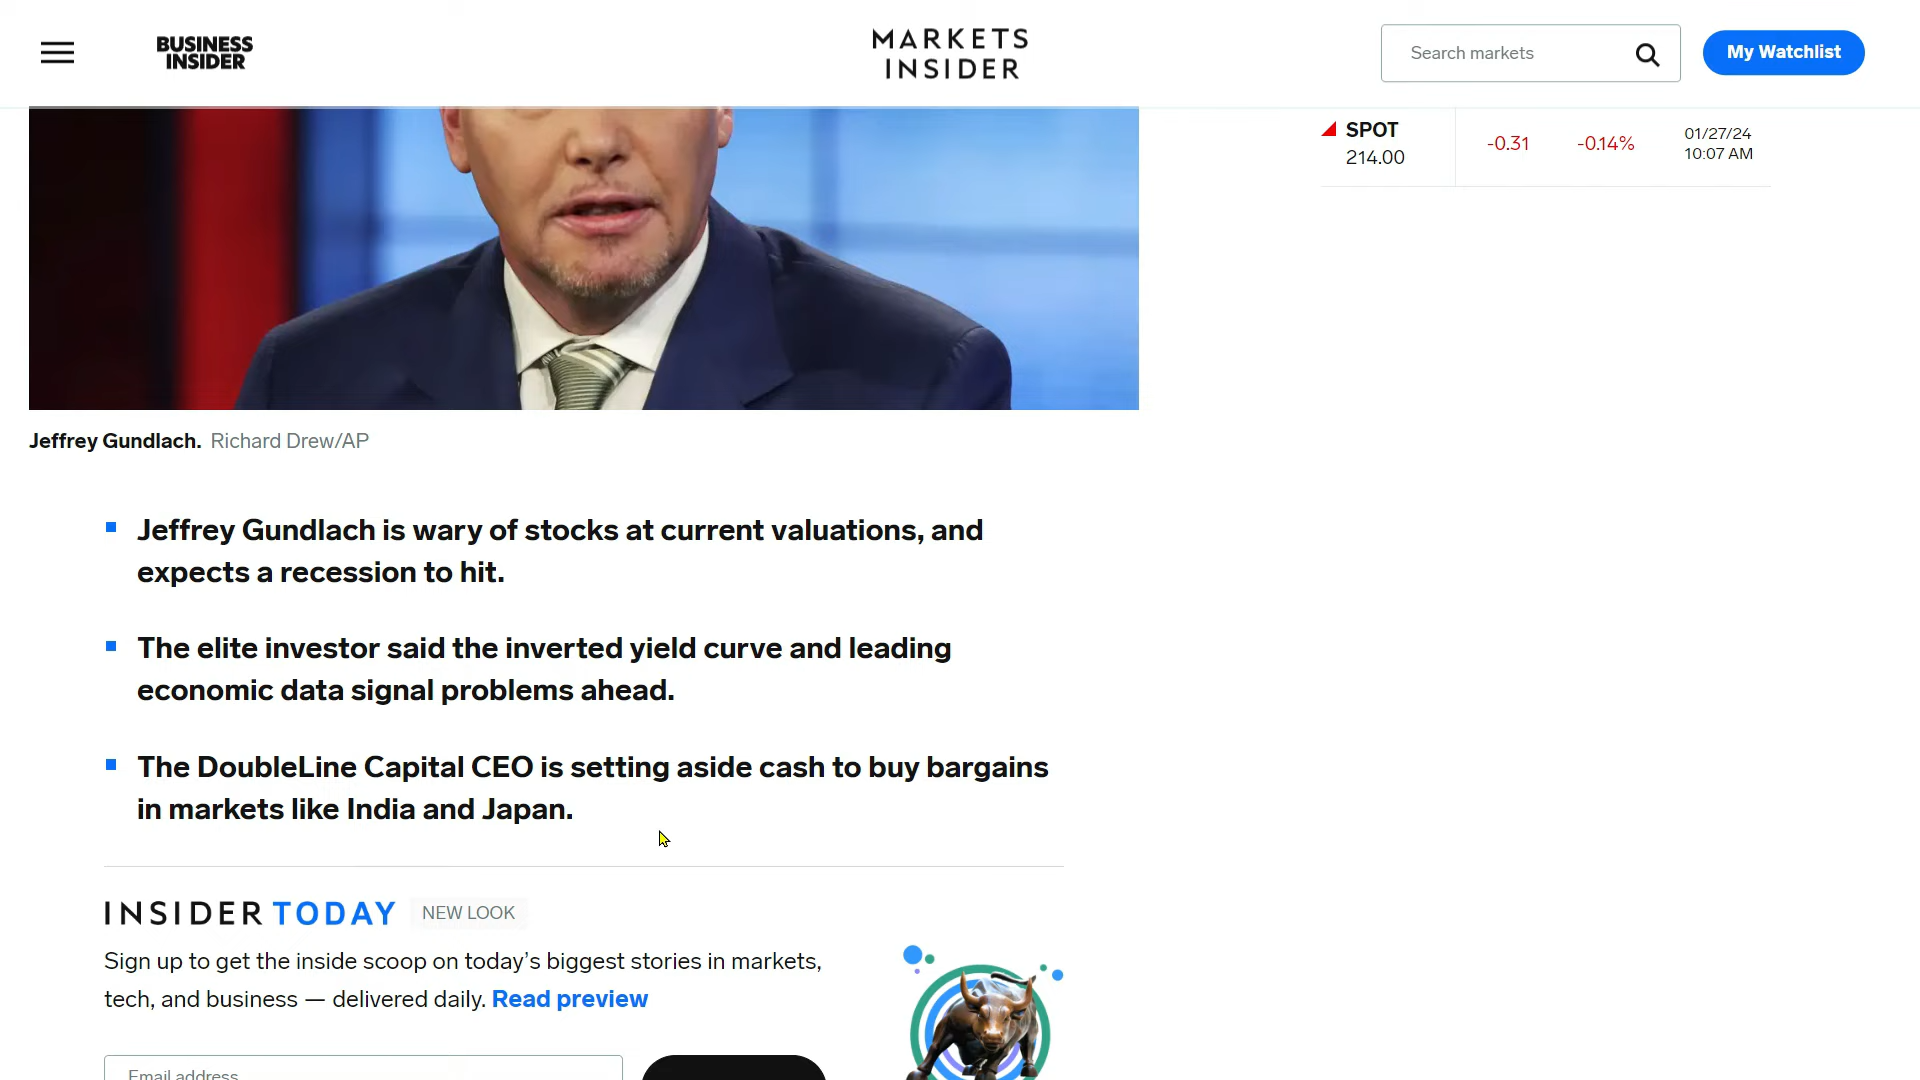 BUSINESS
INSIDER
MARKETS
INSIDER
Search markets
My Watchlist
SPOT
214.00
-0.31
-0.14%
01/27/24
10:07 AM
Jeffrey Gundlach. Richard Drew/AP
Jeffrey Gundlach is wary of stocks at current valuations, and
expects a recession to hit.
The elite investor said the inverted yield curve and leading
economic data signal problems ahead.
The DoubleLine Capital CEO is setting aside cash to buy bargains
in markets like India and Japan.
INSIDER TODAY NEW LOOK
Sign up to get the inside scoop on today’s biggest stories in markets,
tech, and business — delivered daily. Read preview
Email address